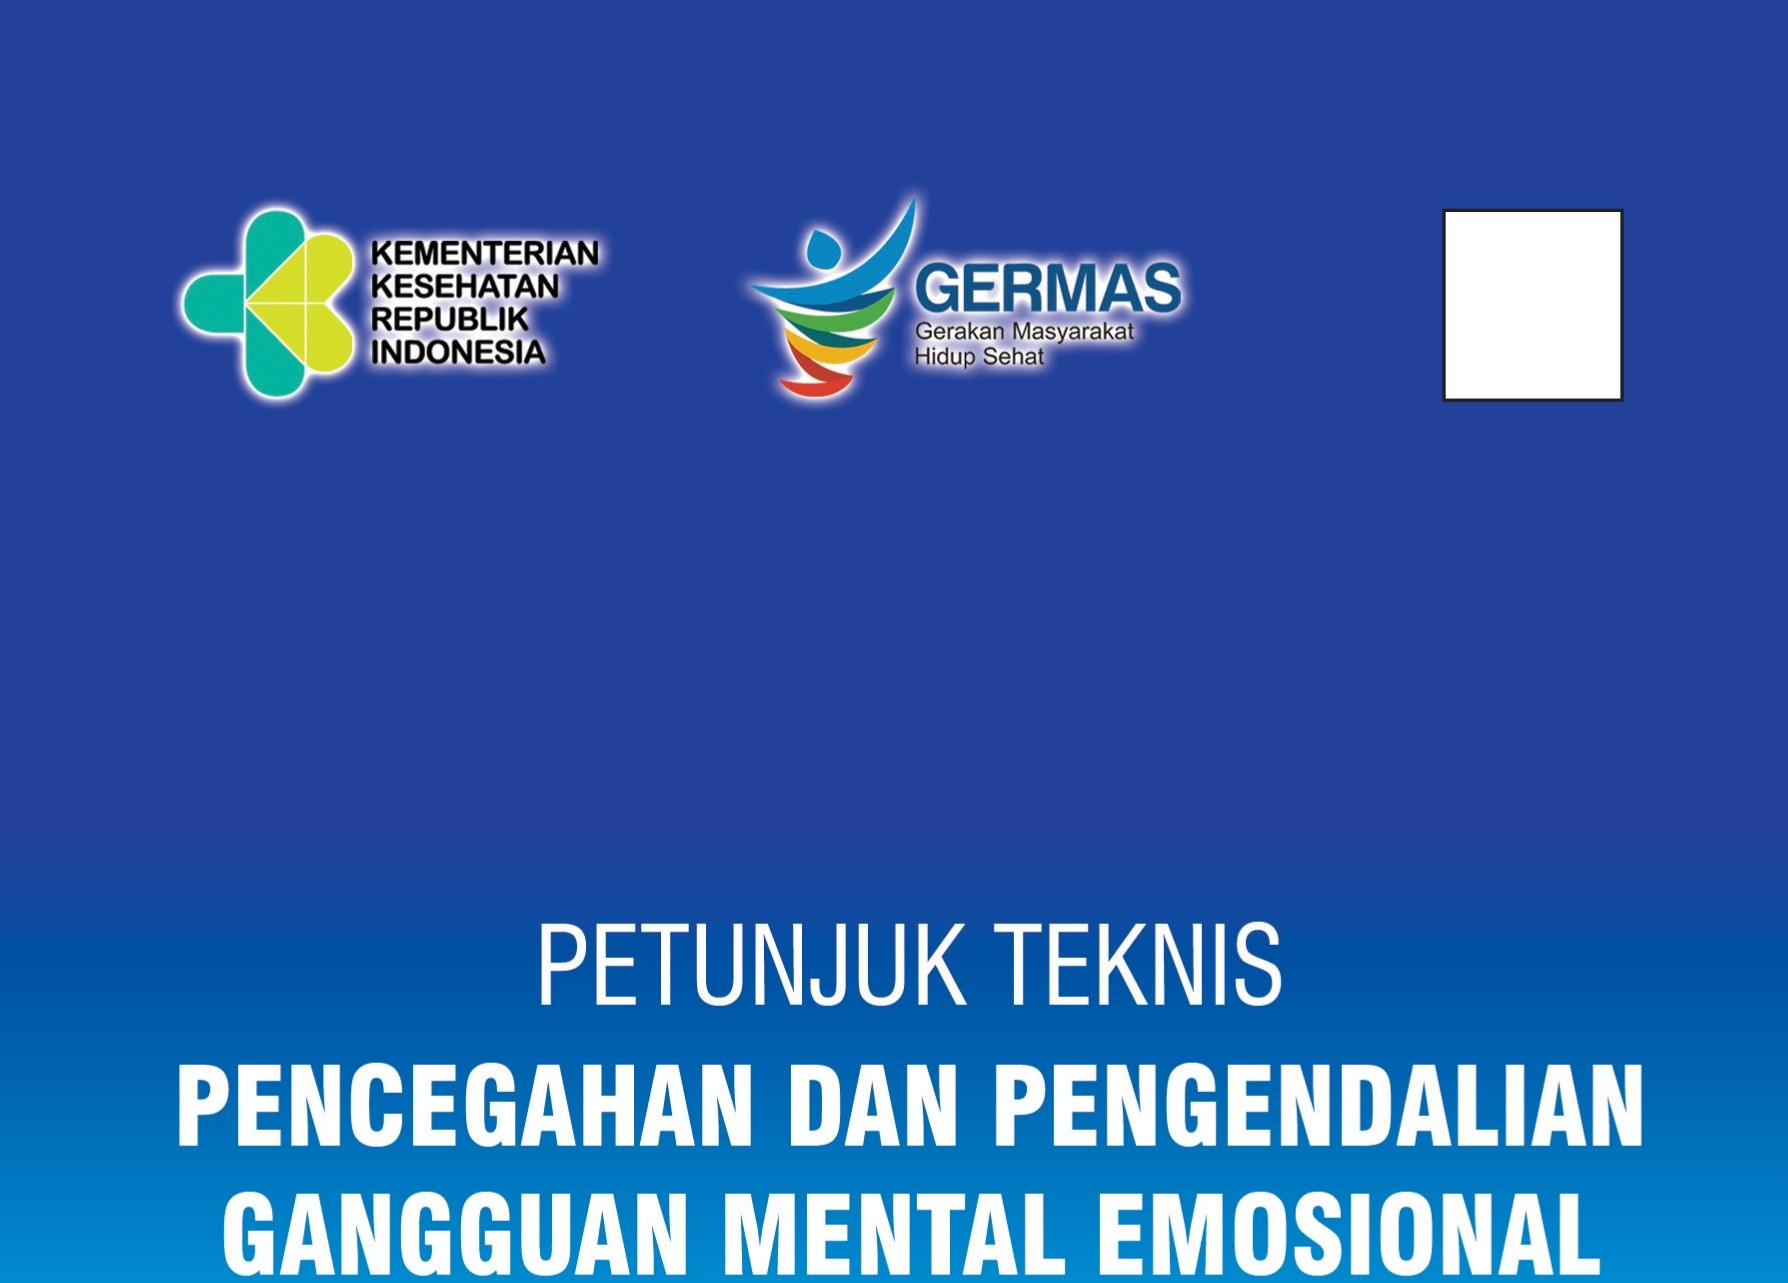 KEMENTERIAN
KESEHATAN
REPUBLIK
INDONESIA
GERMAS
Gerakan Masyarakat
Hidup Sehat
PETUNJUK TEKNIS
PENCEGAHAN DAN PENGENDALIAN
GANGGUAN MENTAL EMOSIONAL